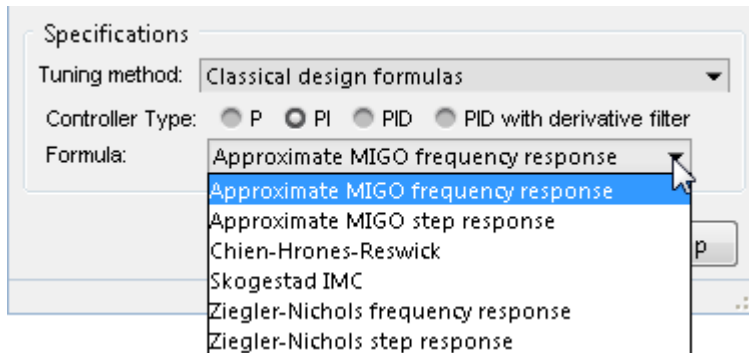 Specifications
Tuning method: Classical design formulas
Controller Type: P PI PID PID with derivative filter
Formula: Approximate MIGO frequency response
Approximate MIGO frequency response
Approximate MIGO step response
Chien-Hrones-Reswick
Skogestad IMC
Ziegler-Nichols frequency response
Ziegler-Nichols step response